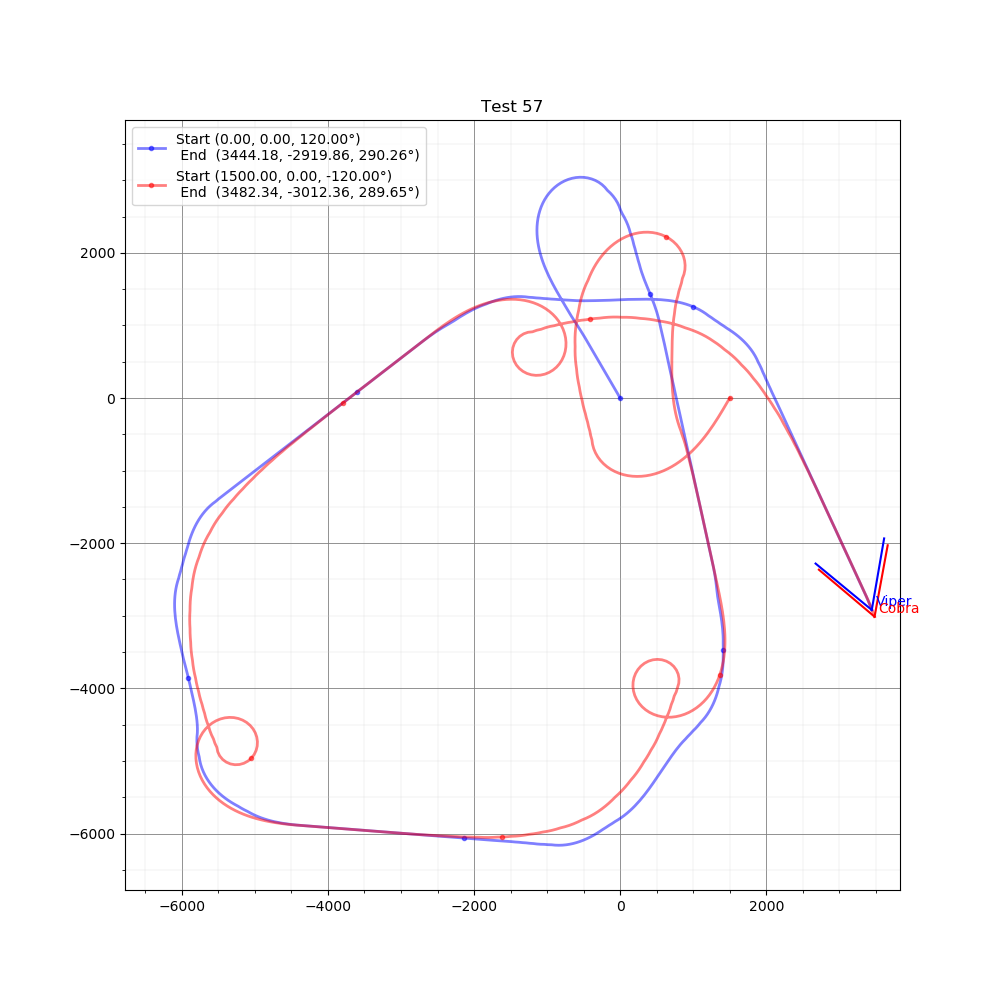 Test 57
Start (0.00, 0.00, 120.00°)
End (3444.18, -2919.86, 290.26°)
Start (1500.00, 0.00, -120.00°)
End (3482.34, -3012.36, 289.65°)
2000
0
−2000
−4000
−6000
Viper
Cobra
−6000 −4000 −2000 0 2000